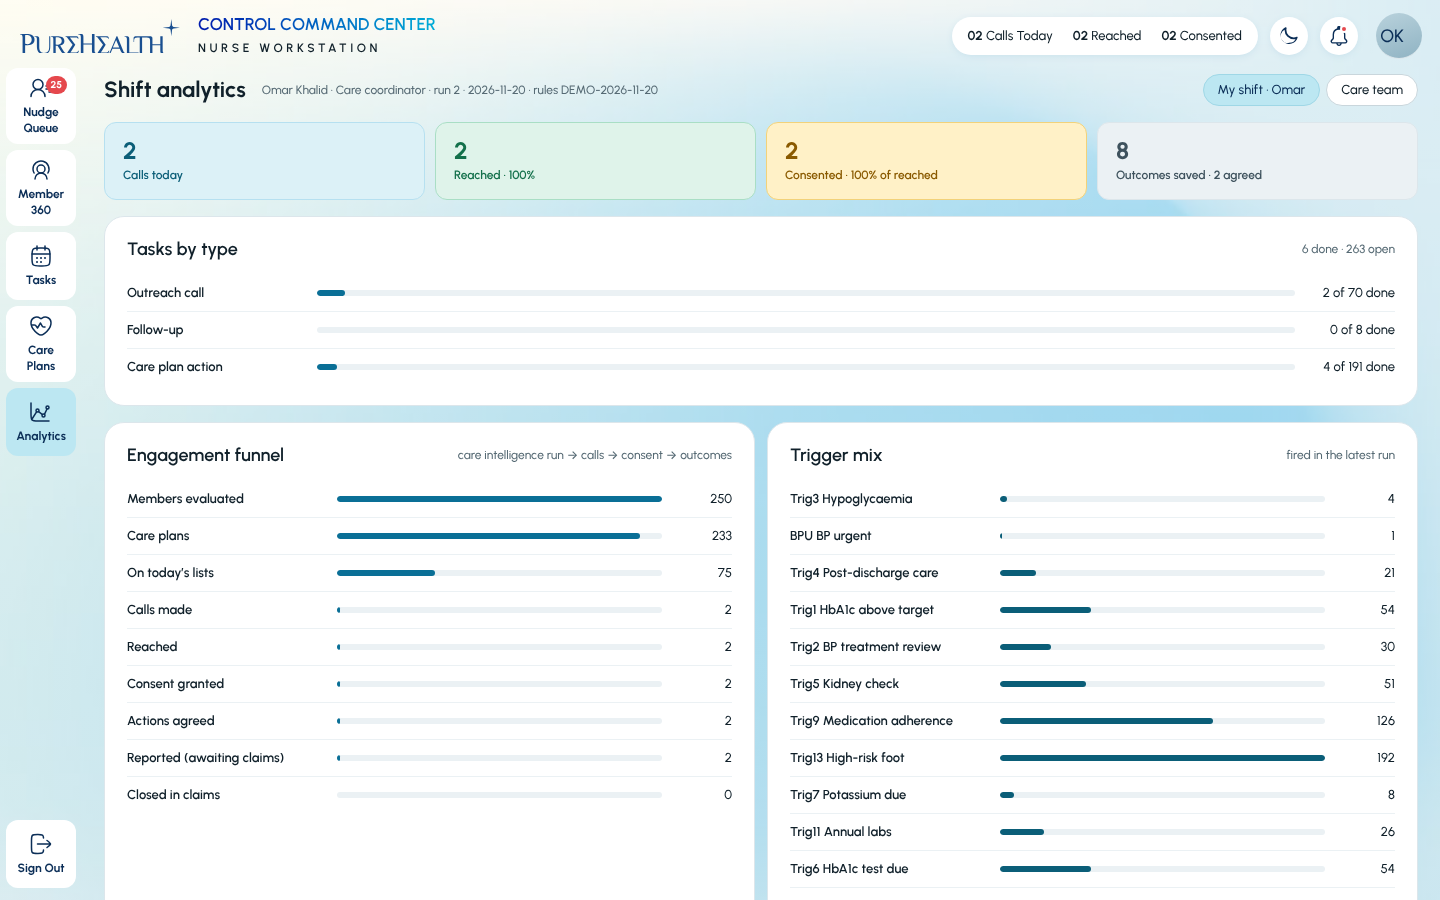 PUREHEALTH
CONTROL COMMAND CENTER
NURSE WORKSTATION
02 Calls Today 02 Reached 02 Consented
OK
25
Nudge
Queue
Member
360
Tasks
Care
Plans
Analytics
Sign Out
Shift analytics
Omar Khalid · Care coordinator · run 2 · 2026-11-20 · rules DEMO-2026-11-20
My shift · Omar
Care team
2
Calls today
2
Reached · 100%
2
Consented · 100% of reached
8
Outcomes saved · 2 agreed
Tasks by type
6 done · 263 open
Outreach call 2 of 70 done
Follow-up 0 of 8 done
Care plan action 4 of 191 done
Engagement funnel
care intelligence run → calls → consent → outcomes
Members evaluated 250
Care plans 233
On today's lists 75
Calls made 2
Reached 2
Consent granted 2
Actions agreed 2
Reported (awaiting claims) 2
Closed in claims 0
Trigger mix
fired in the latest run
Trig3 Hypoglycaemia 4
BPU BP urgent 1
Trig4 Post-discharge care 21
Trig1 HbA1c above target 54
Trig2 BP treatment review 30
Trig5 Kidney check 51
Trig9 Medication adherence 126
Trig13 High-risk foot 192
Trig7 Potassium due 8
Trig11 Annual labs 26
Trig6 HbA1c test due 54